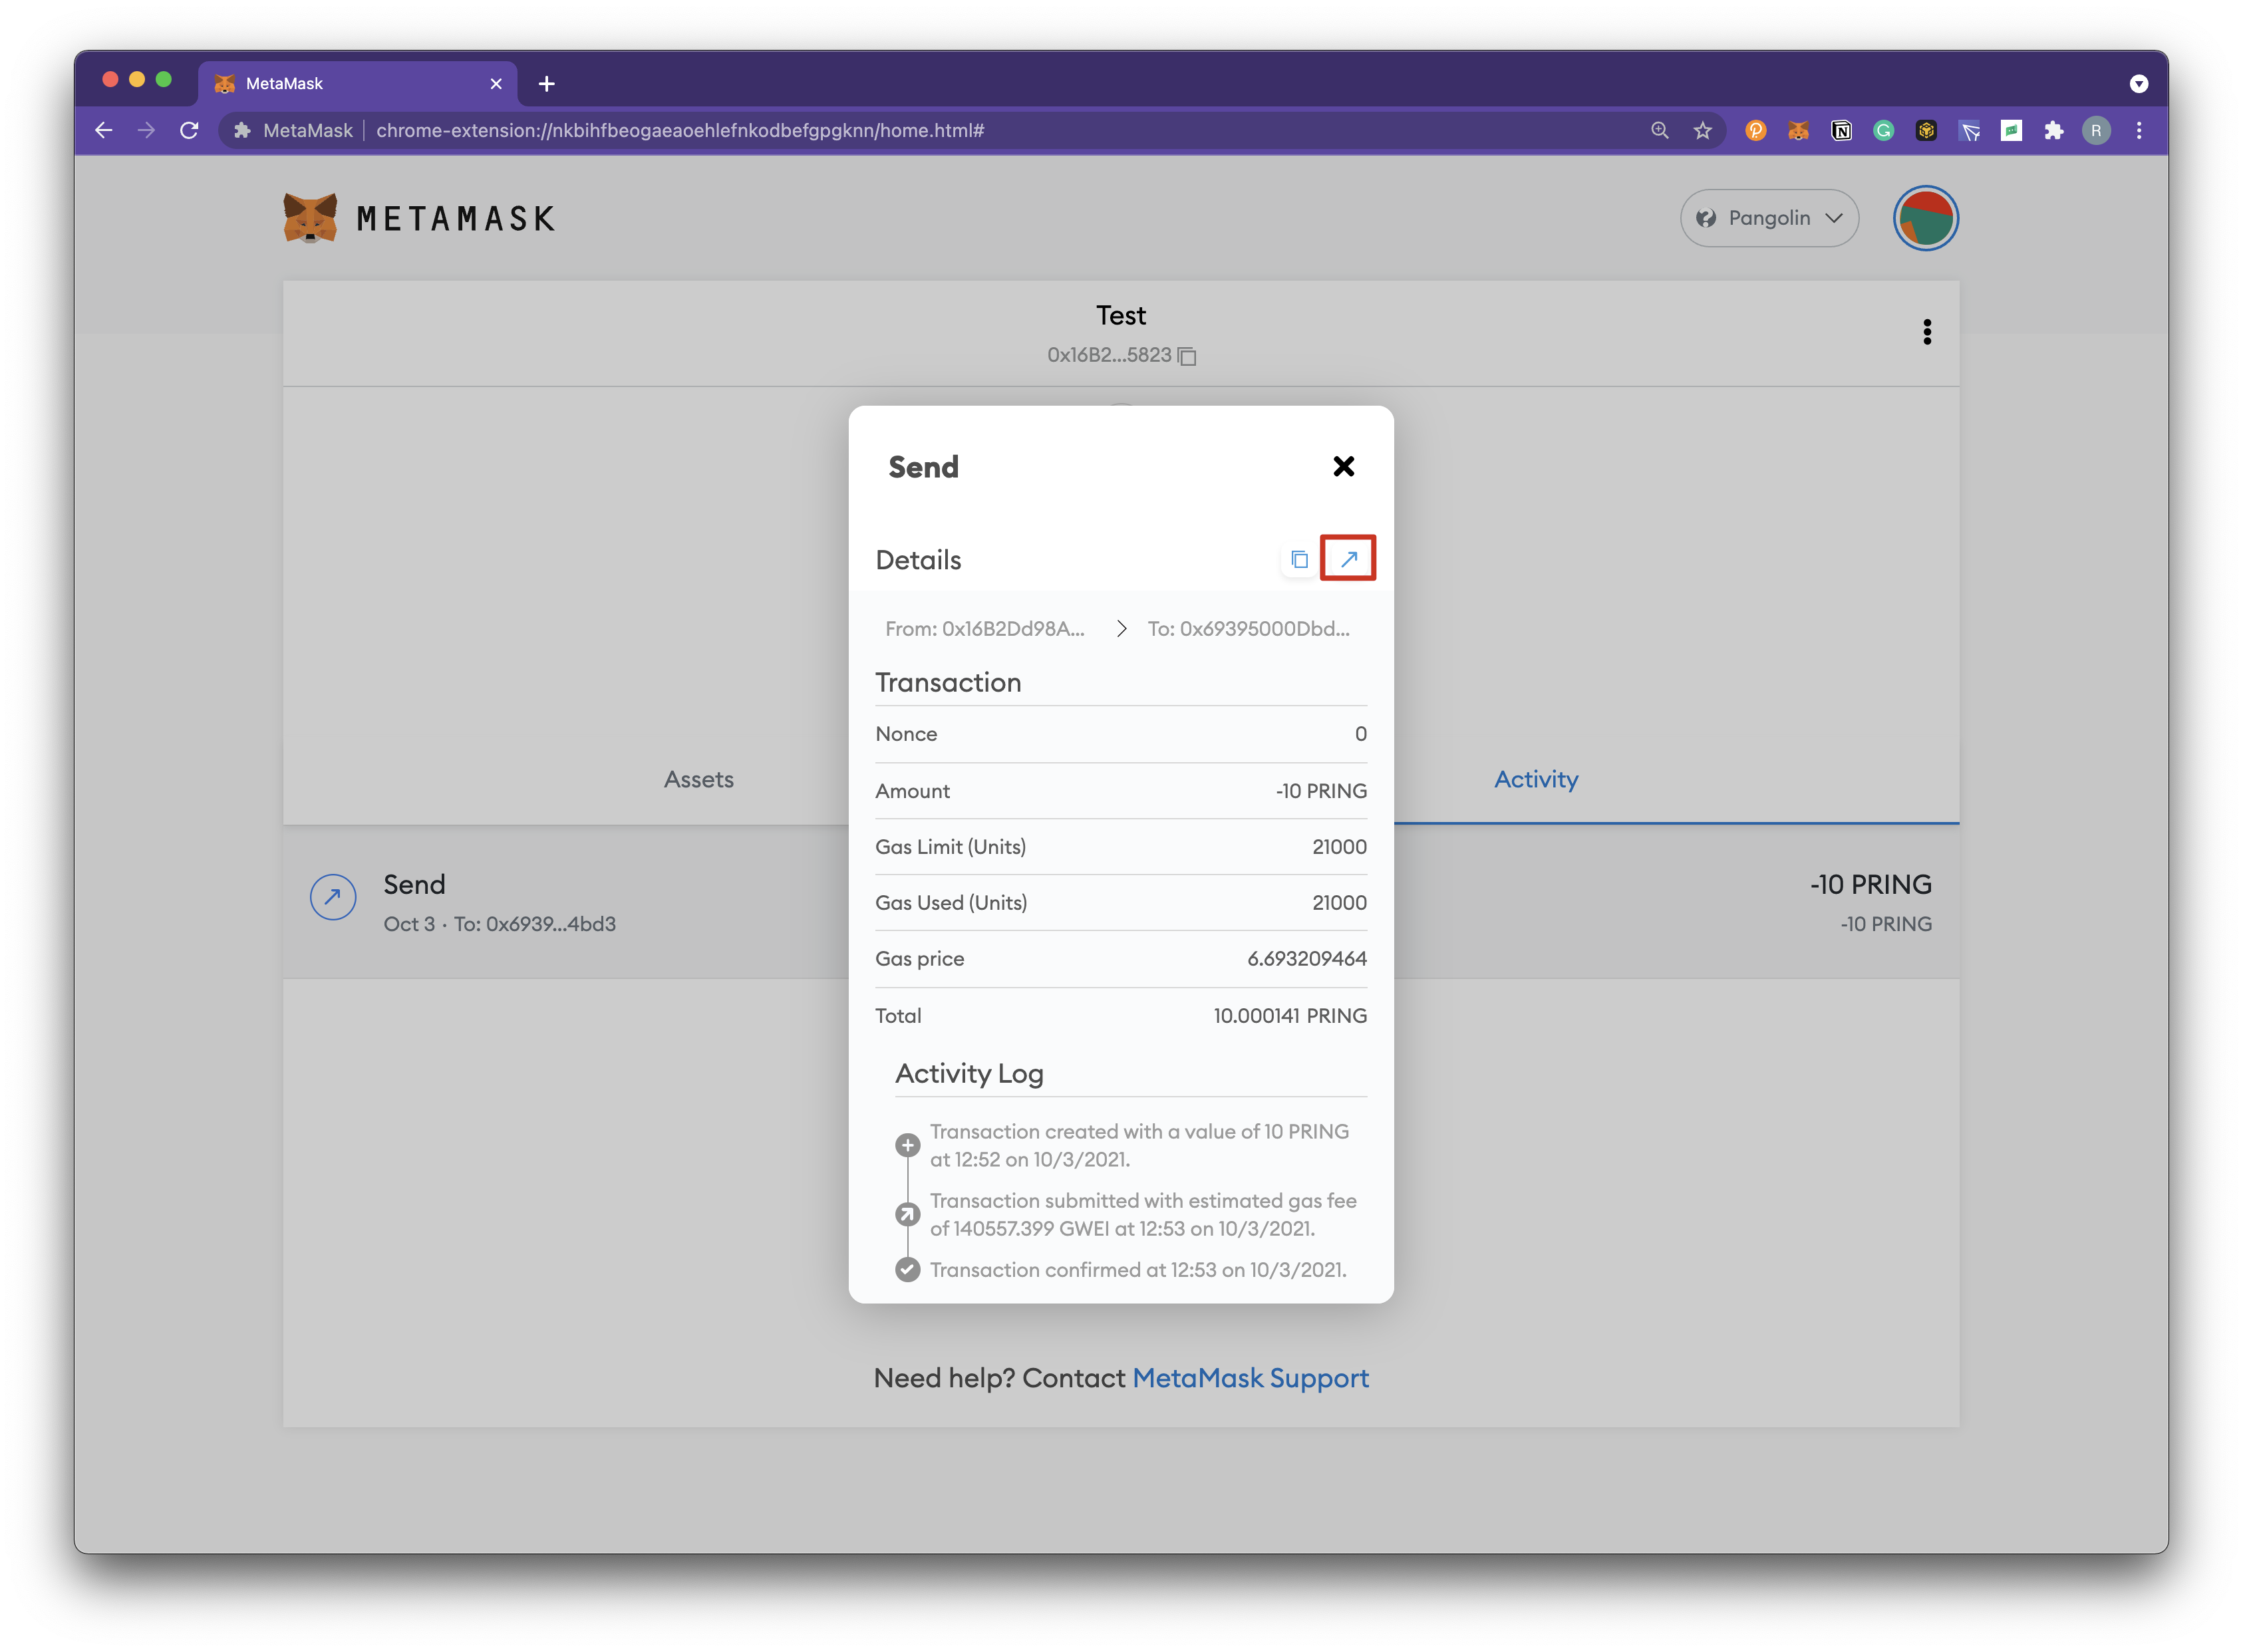 MetaMask
MetaMask chrome-extension://nkbihfbeogaeaoehlefnkodbefgpgknn/home.html#
R
METAMASK
Pangolin
Test
0x16B2...5823
Send
Details
From: 0x16B2Dd98A...
To: 0x69395000Dbd...
Transaction
Nonce 0
Amount -10 PRING
Gas Limit (Units) 21000
Gas Used (Units) 21000
Gas price 6.693209464
Total 10.000141 PRING
Activity Log
Transaction created with a value of 10 PRING
at 12:52 on 10/3/2021.
Transaction submitted with estimated gas fee
of 140557.399 GWEI at 12:53 on 10/3/2021.
Transaction confirmed at 12:53 on 10/3/2021.
Assets
Activity
Send
Oct 3 · To: 0x6939...4bd3
-10 PRING
-10 PRING
Need help? Contact MetaMask Support